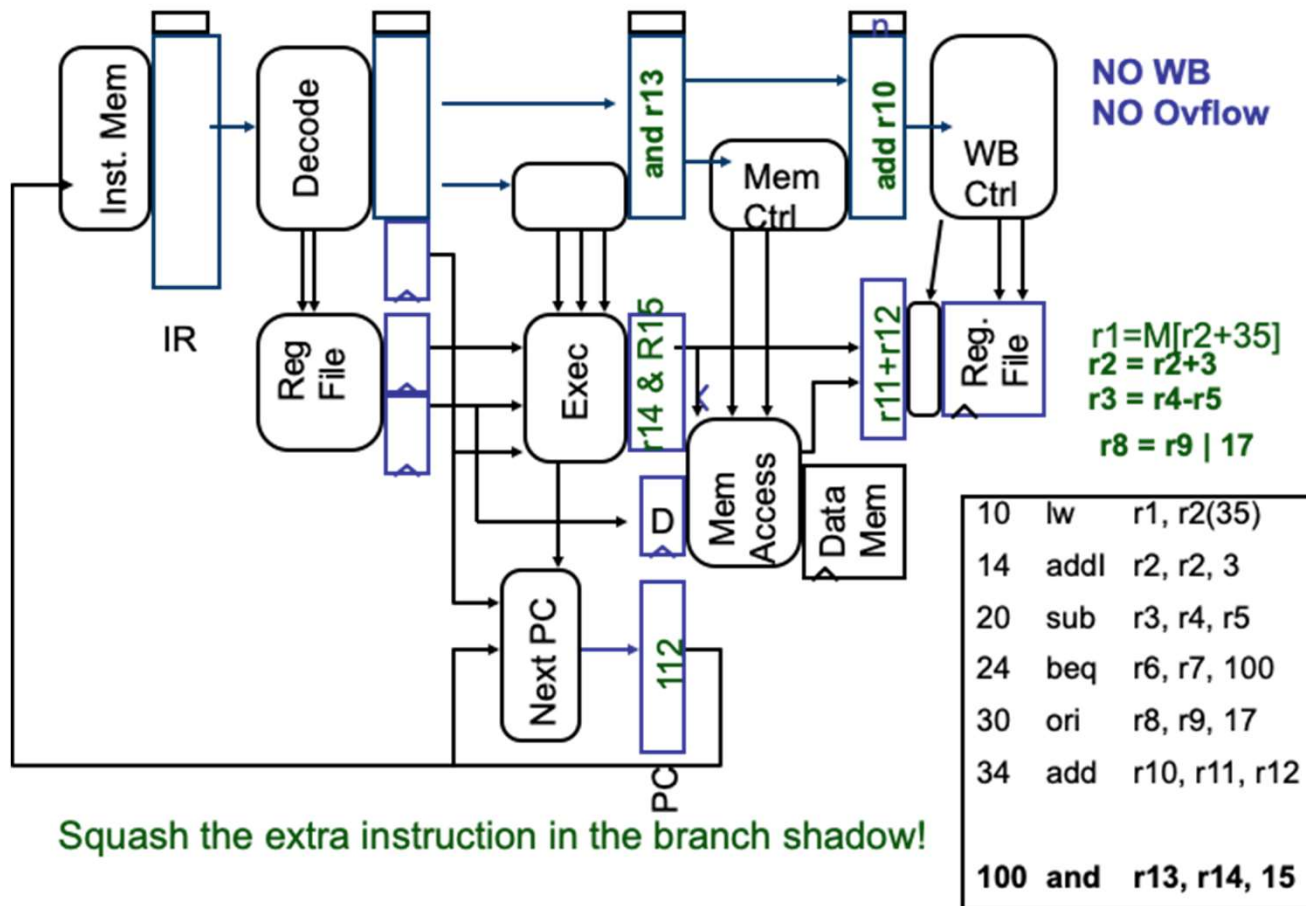 n
NO WB
NO Ovflow
Inst. Mem
Decode
and r13
Mem
Ctrl
add r10
WB
Ctrl
IR
Reg
File
Exec
r14 & R15
r11+r12
Reg.
File
r1=M[r2+35]
r2 = r2+3
r3 = r4-r5
r8 = r9 | 17
D
Mem
Access
Data
Mem
Next PC
112
PC
10 lw r1, r2(35)
14 addI r2, r2, 3
20 sub r3, r4, r5
24 beq r6, r7, 100
30 ori r8, r9, 17
34 add r10, r11, r12
100 and r13, r14, 15
Squash the extra instruction in the branch shadow!